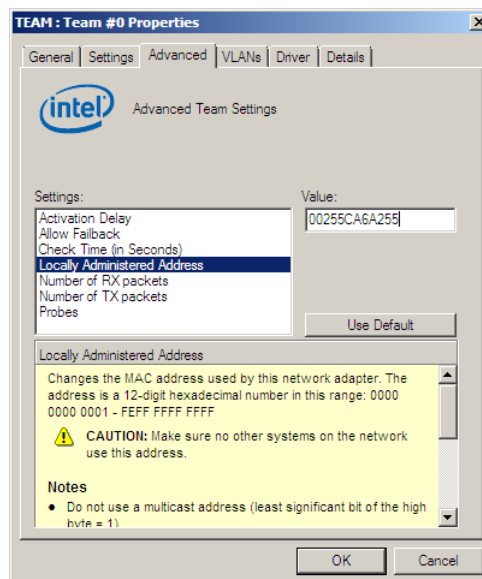 TEAM : Team #0 Properties
General Settings Advanced VLANs Driver Details
intel
Advanced Team Settings
Settings:
Activation Delay
Allow Failback
Check Time (in Seconds)
Locally Administered Address
Number of RX packets
Number of TX packets
Probes
Value:
00255CA6A255
Use Default
Locally Administered Address
Changes the MAC address used by this network adapter. The
address is a 12-digit hexadecimal number in this range: 0000
0000 0001 - FEFF FFFF FFFF
CAUTION: Make sure no other systems on the network
use this address.
Notes
• Do not use a multicast address (least significant bit of the high
byte = 1)
OK Cancel